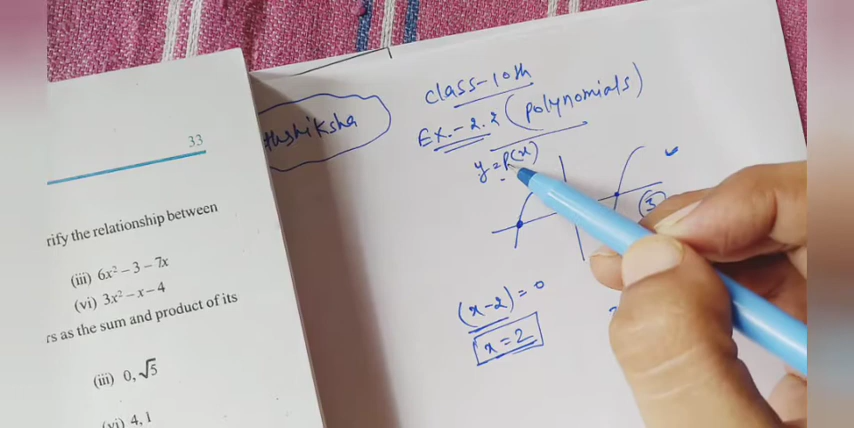 33
rify the relationship between
(iii) 6x² – 3 – 7x
(vi) 3x² – x – 4
rs as the sum and product of its
(iii) 0, √5
(vi) 4, 1
thshiksha
class-10th
Ex.-2.2 (polynomials)
y=p(x)
3
(x-2)=0
x=2